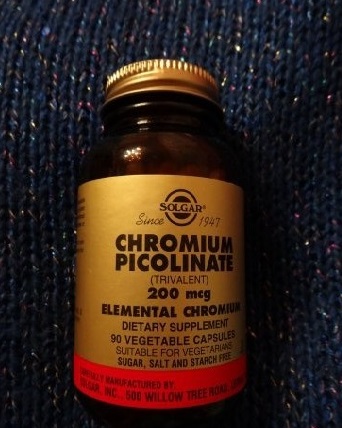 SOLGAR®
Since 1947
CHROMIUM
PICOLINATE
(TRIVALENT)
200 mcg
ELEMENTAL CHROMIUM
DIETARY SUPPLEMENT
90 VEGETABLE CAPSULES
SUITABLE FOR VEGETARIANS
SUGAR, SALT AND STARCH FREE
MANUFACTURED BY
SOLGAR, INC., 500 WILLOW TREE ROAD,